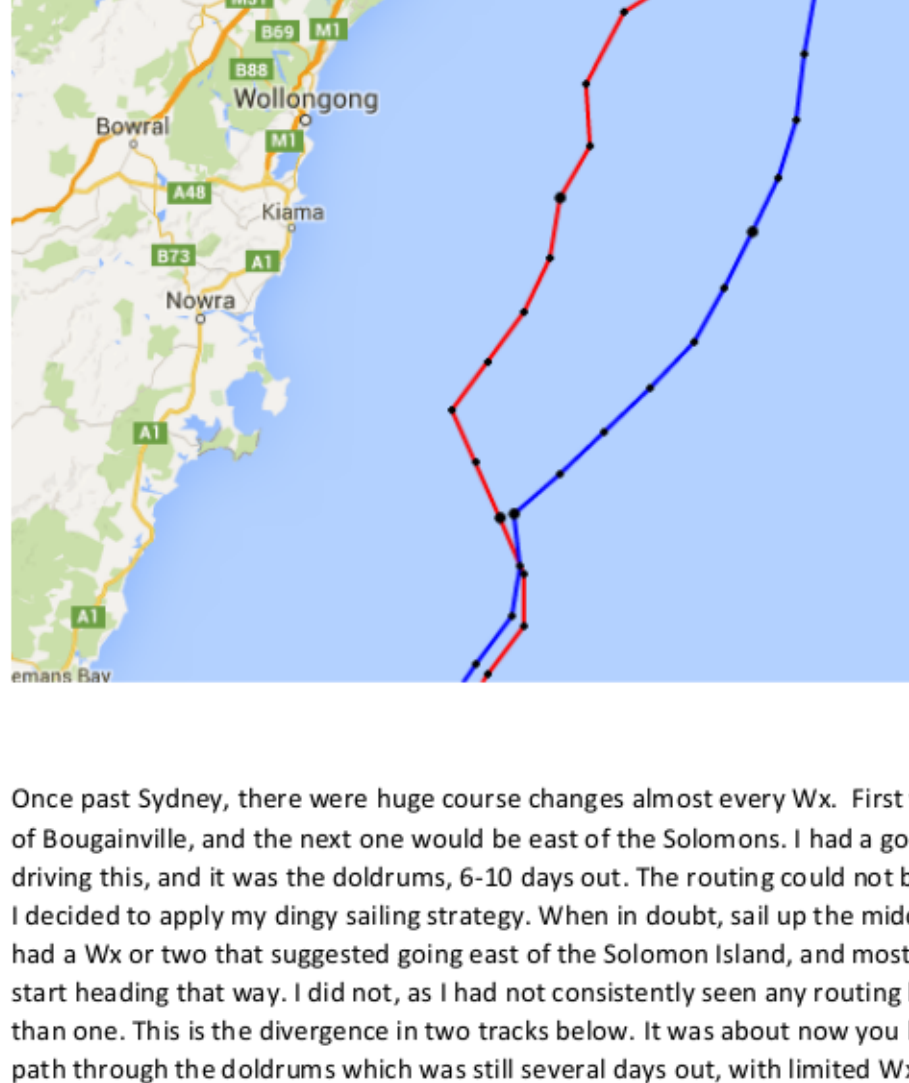 M31
B69 M1
B88
Wollongong
Bowral
M1
A48
Kiama
B73 A1
Nowra
A1
A1
emans Bay
Once past Sydney, there were huge course changes almost every Wx. First
of Bougainville, and the next one would be east of the Solomons. I had a go
driving this, and it was the doldrums, 6-10 days out. The routing could not b
I decided to apply my dingy sailing strategy. When in doubt, sail up the midd
had a Wx or two that suggested going east of the Solomon Island, and most
start heading that way. I did not, as I had not consistently seen any routing
than one. This is the divergence in two tracks below. It was about now you
path through the doldrums which was still several days out, with limited Wx